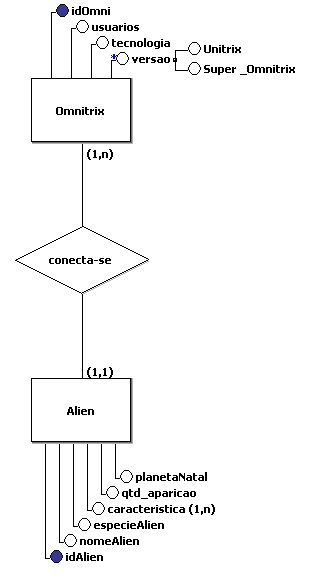 idOmni
usuarios
tecnologia
versao
Unitrix
Super _Omnitrix
Omnitrix
(1,n)
conecta-se
(1,1)
Alien
planetaNatal
qtd_aparicao
caracteristica (1,n)
especieAlien
nomeAlien
idAlien